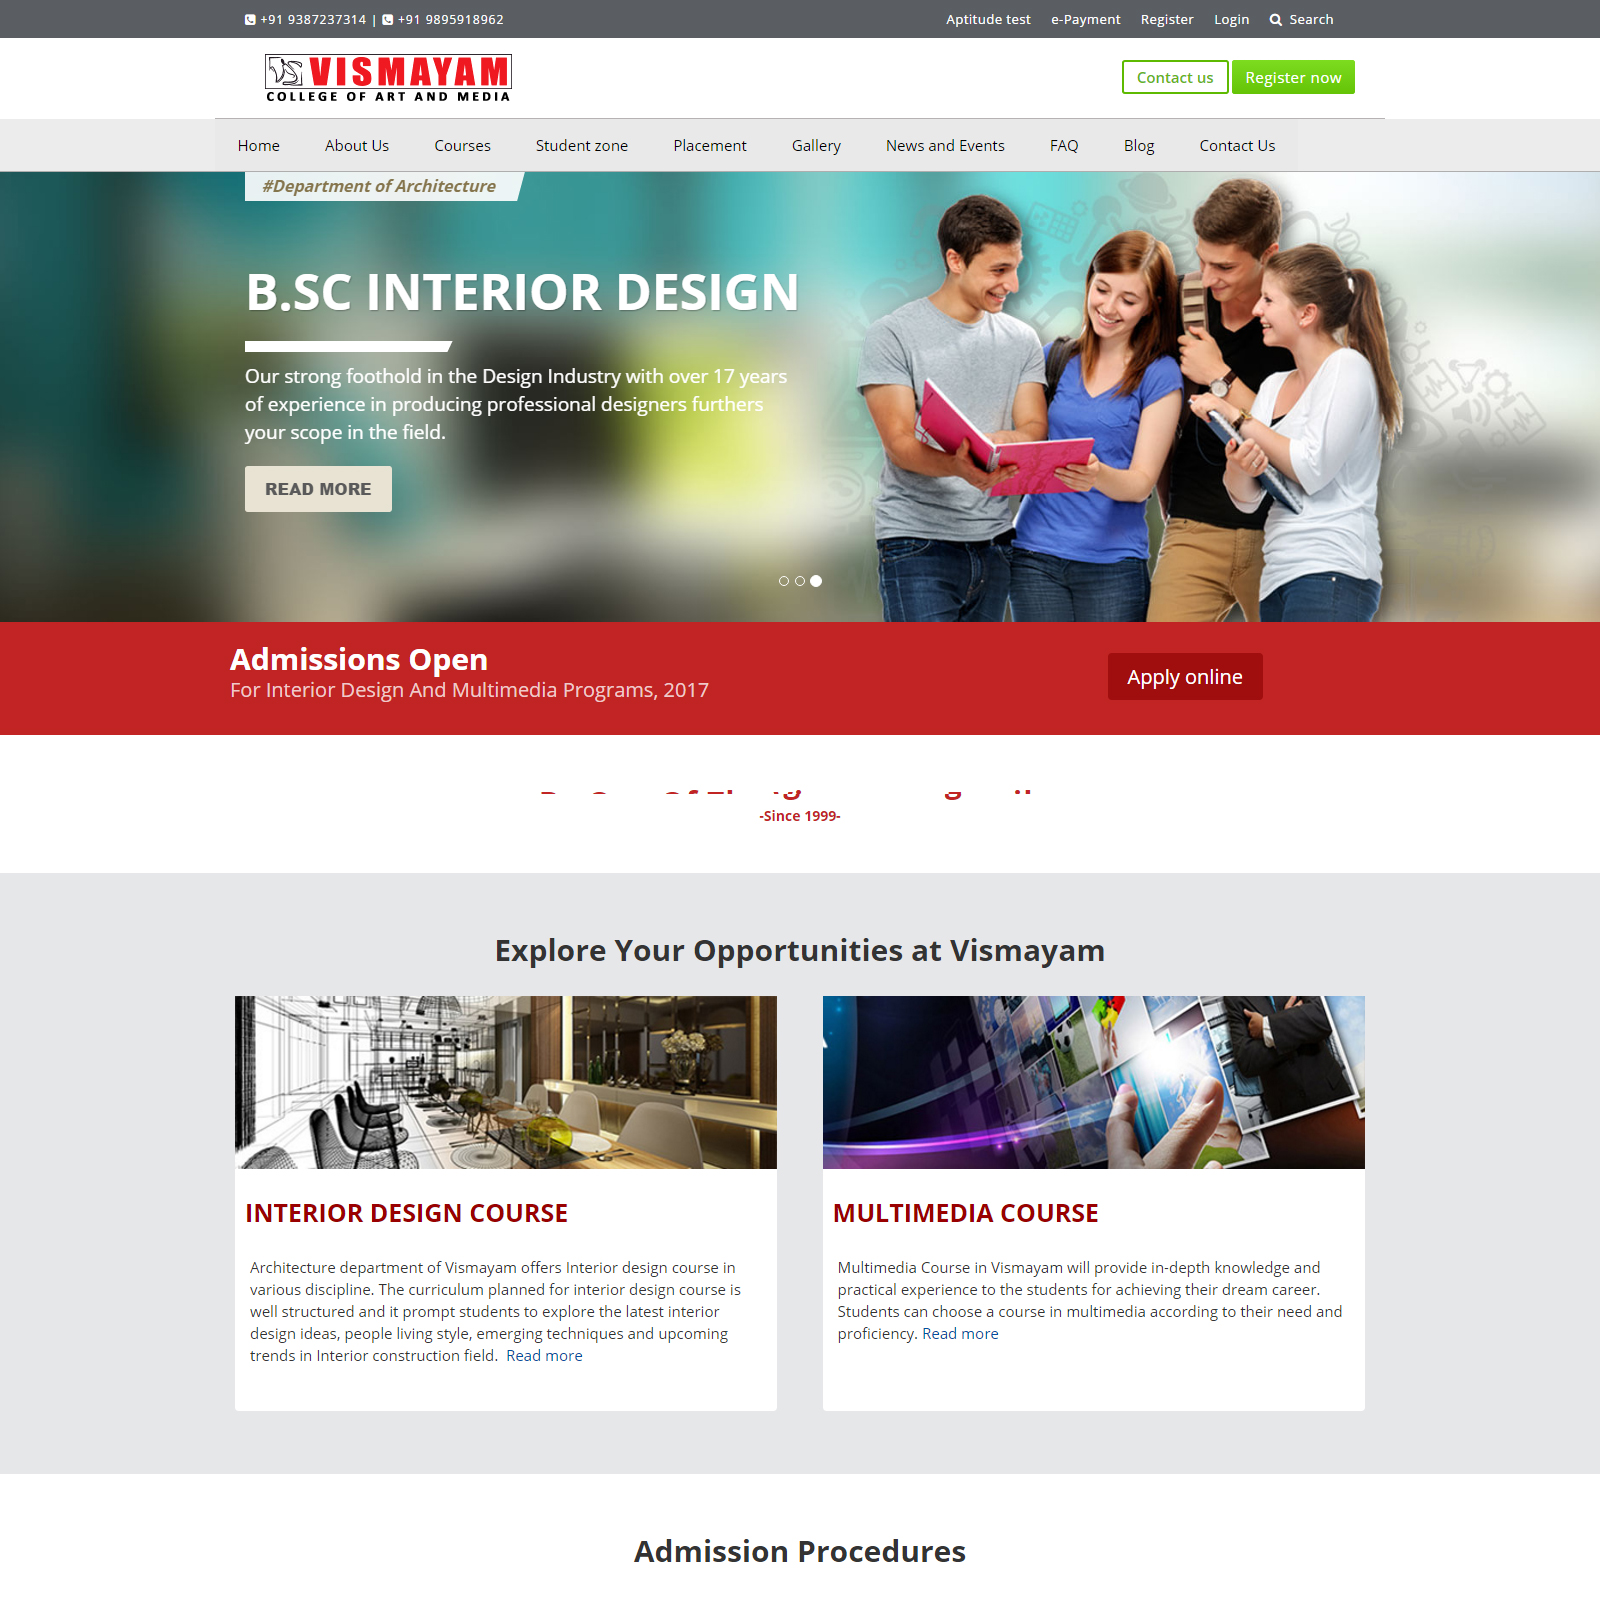 +91 9387237314 | +91 9895918962
Aptitude test e-Payment Register Login Search
VISMAYAM
COLLEGE OF ART AND MEDIA
Contact us Register now
Home About Us Courses Student zone Placement Gallery News and Events FAQ Blog Contact Us
#Department of Architecture
B.SC INTERIOR DESIGN
Our strong foothold in the Design Industry with over 17 years
of experience in producing professional designers furthers
your scope in the field.
READ MORE
Admissions Open
For Interior Design And Multimedia Programs, 2017
Apply online
-Since 1999-
Explore Your Opportunities at Vismayam
INTERIOR DESIGN COURSE
Architecture department of Vismayam offers Interior design course in
various discipline. The curriculum planned for interior design course is
well structured and it prompt students to explore the latest interior
design ideas, people living style, emerging techniques and upcoming
trends in Interior construction field. Read more
MULTIMEDIA COURSE
Multimedia Course in Vismayam will provide in-depth knowledge and
practical experience to the students for achieving their dream career.
Students can choose a course in multimedia according to their need and
proficiency. Read more
Admission Procedures